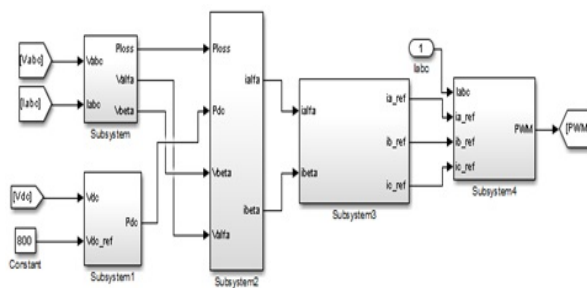 [Vabc]
[Iabc]
Vabc
Iabc
Ploss
Valfa
Vbeta
Subsystem
[Vdc]
800
Constant
Vdc
Vdc_ref
Pdc
Subsystem1
Ploss
Pdc
Vbeta
Valfa
ialfa
ibeta
Subsystem2
ialfa
ibeta
ia_ref
ib_ref
ic_ref
Subsystem3
1
Iabc
Iabc
ia_ref
ib_ref
ic_ref
PWM
Subsystem4
[PWM